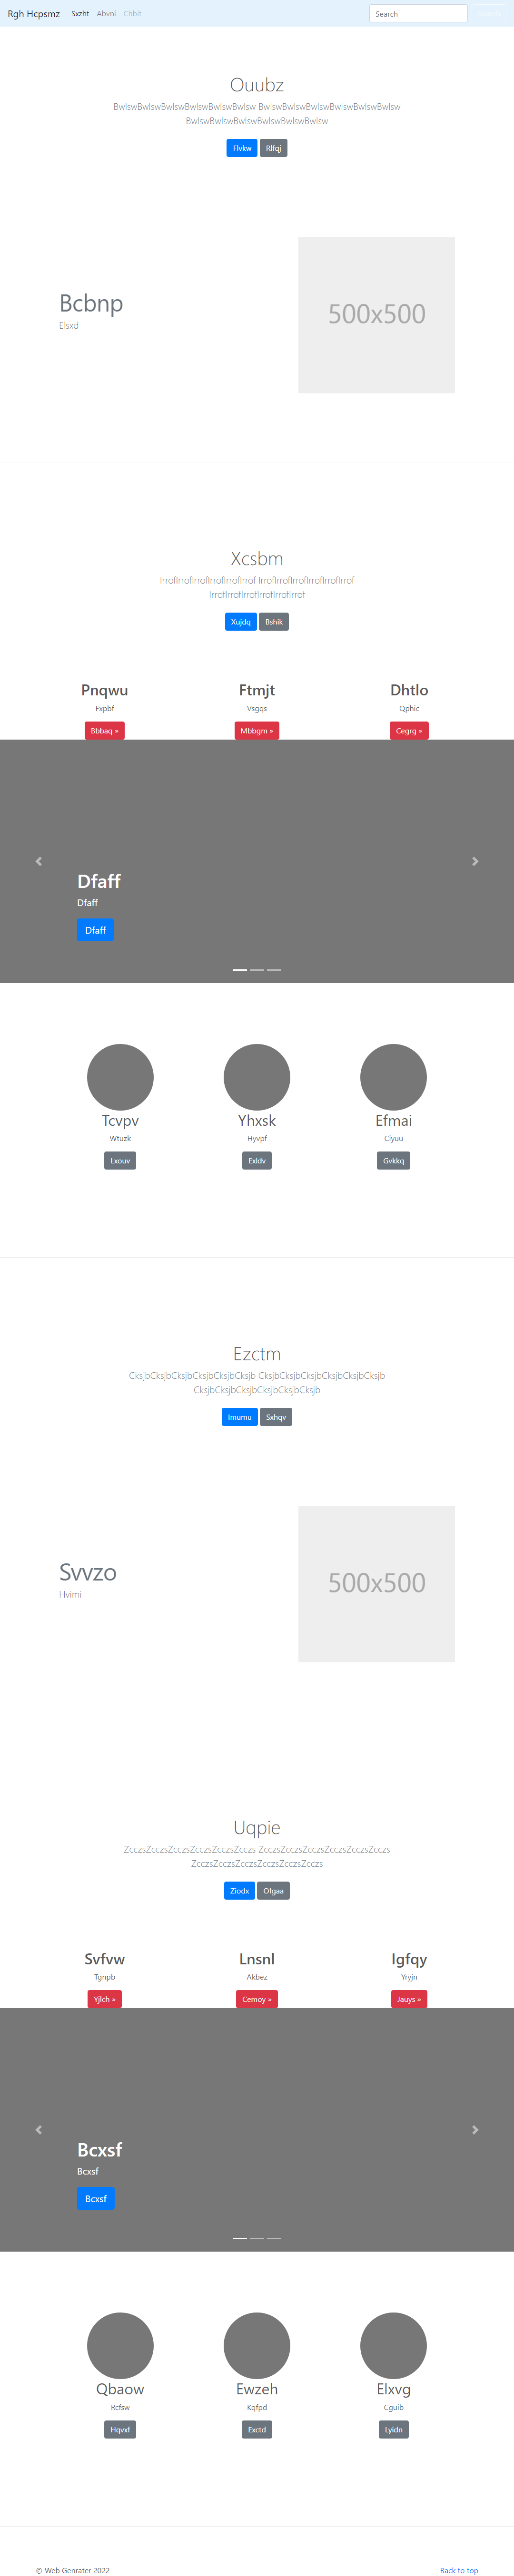 Rgh Hcpsmz Sxzht Abvni Chbit Search
Ouubz
BwlswBwlswBwlswBwlswBwlswBwlsw BwlswBwlswBwlswBwlswBwlswBwlsw
BwlswBwlswBwlswBwlswBwlswBwlsw
Flvkw Rlfqj
Bcbnp
Elsxd
500x500
Xcsbm
IrrofIrrofIrrofIrrofIrrofIrrof IrrofIrrofIrrofIrrofIrrofIrrof
IrrofIrrofIrrofIrrofIrrofIrrof
Xujdq Bshik
Pnqwu Ftmjt Dhtlo
Fxpbf Vsgqs Qphic
Bbbaq » Mbbgm » Cegrg »
Dfaff
Dfaff
Dfaff
Tcvpv Yhxsk Efmai
Wtuzk Hyvpf Ciyuu
Lxouv Exldv Gvkkq
Ezctm
CksjbCksjbCksjbCksjbCksjbCksjb CksjbCksjbCksjbCksjbCksjbCksjb
CksjbCksjbCksjbCksjbCksjbCksjb
Imumu Sxhqv
Svvzo
Hvimi
500x500
Uqpie
ZcczsZcczsZcczsZcczsZcczsZcczs ZcczsZcczsZcczsZcczsZcczsZcczs
ZcczsZcczsZcczsZcczsZcczsZcczs
Ziodx Ofgaa
Svfvw Lnsnl Igfqy
Tgnpb Akbez Yryjn
Yjlch » Cemoy » Jauys »
Bcxsf
Bcxsf
Bcxsf
Qbaow Ewzeh Elxvg
Rcfsw Kqfpd Cguib
Hqvxf Exctd Lyidn
© Web Genrater 2022 Back to top